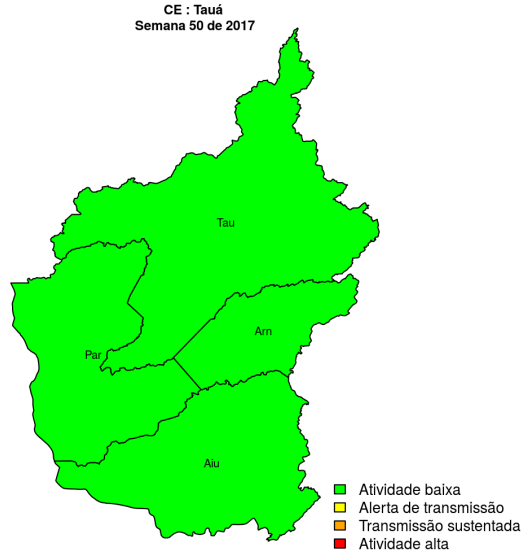 CE : Tauá
Semana 50 de 2017
Tau
Arn
Par
Aiu
Atividade baixa
Alerta de transmissão
Transmissão sustentada
Atividade alta